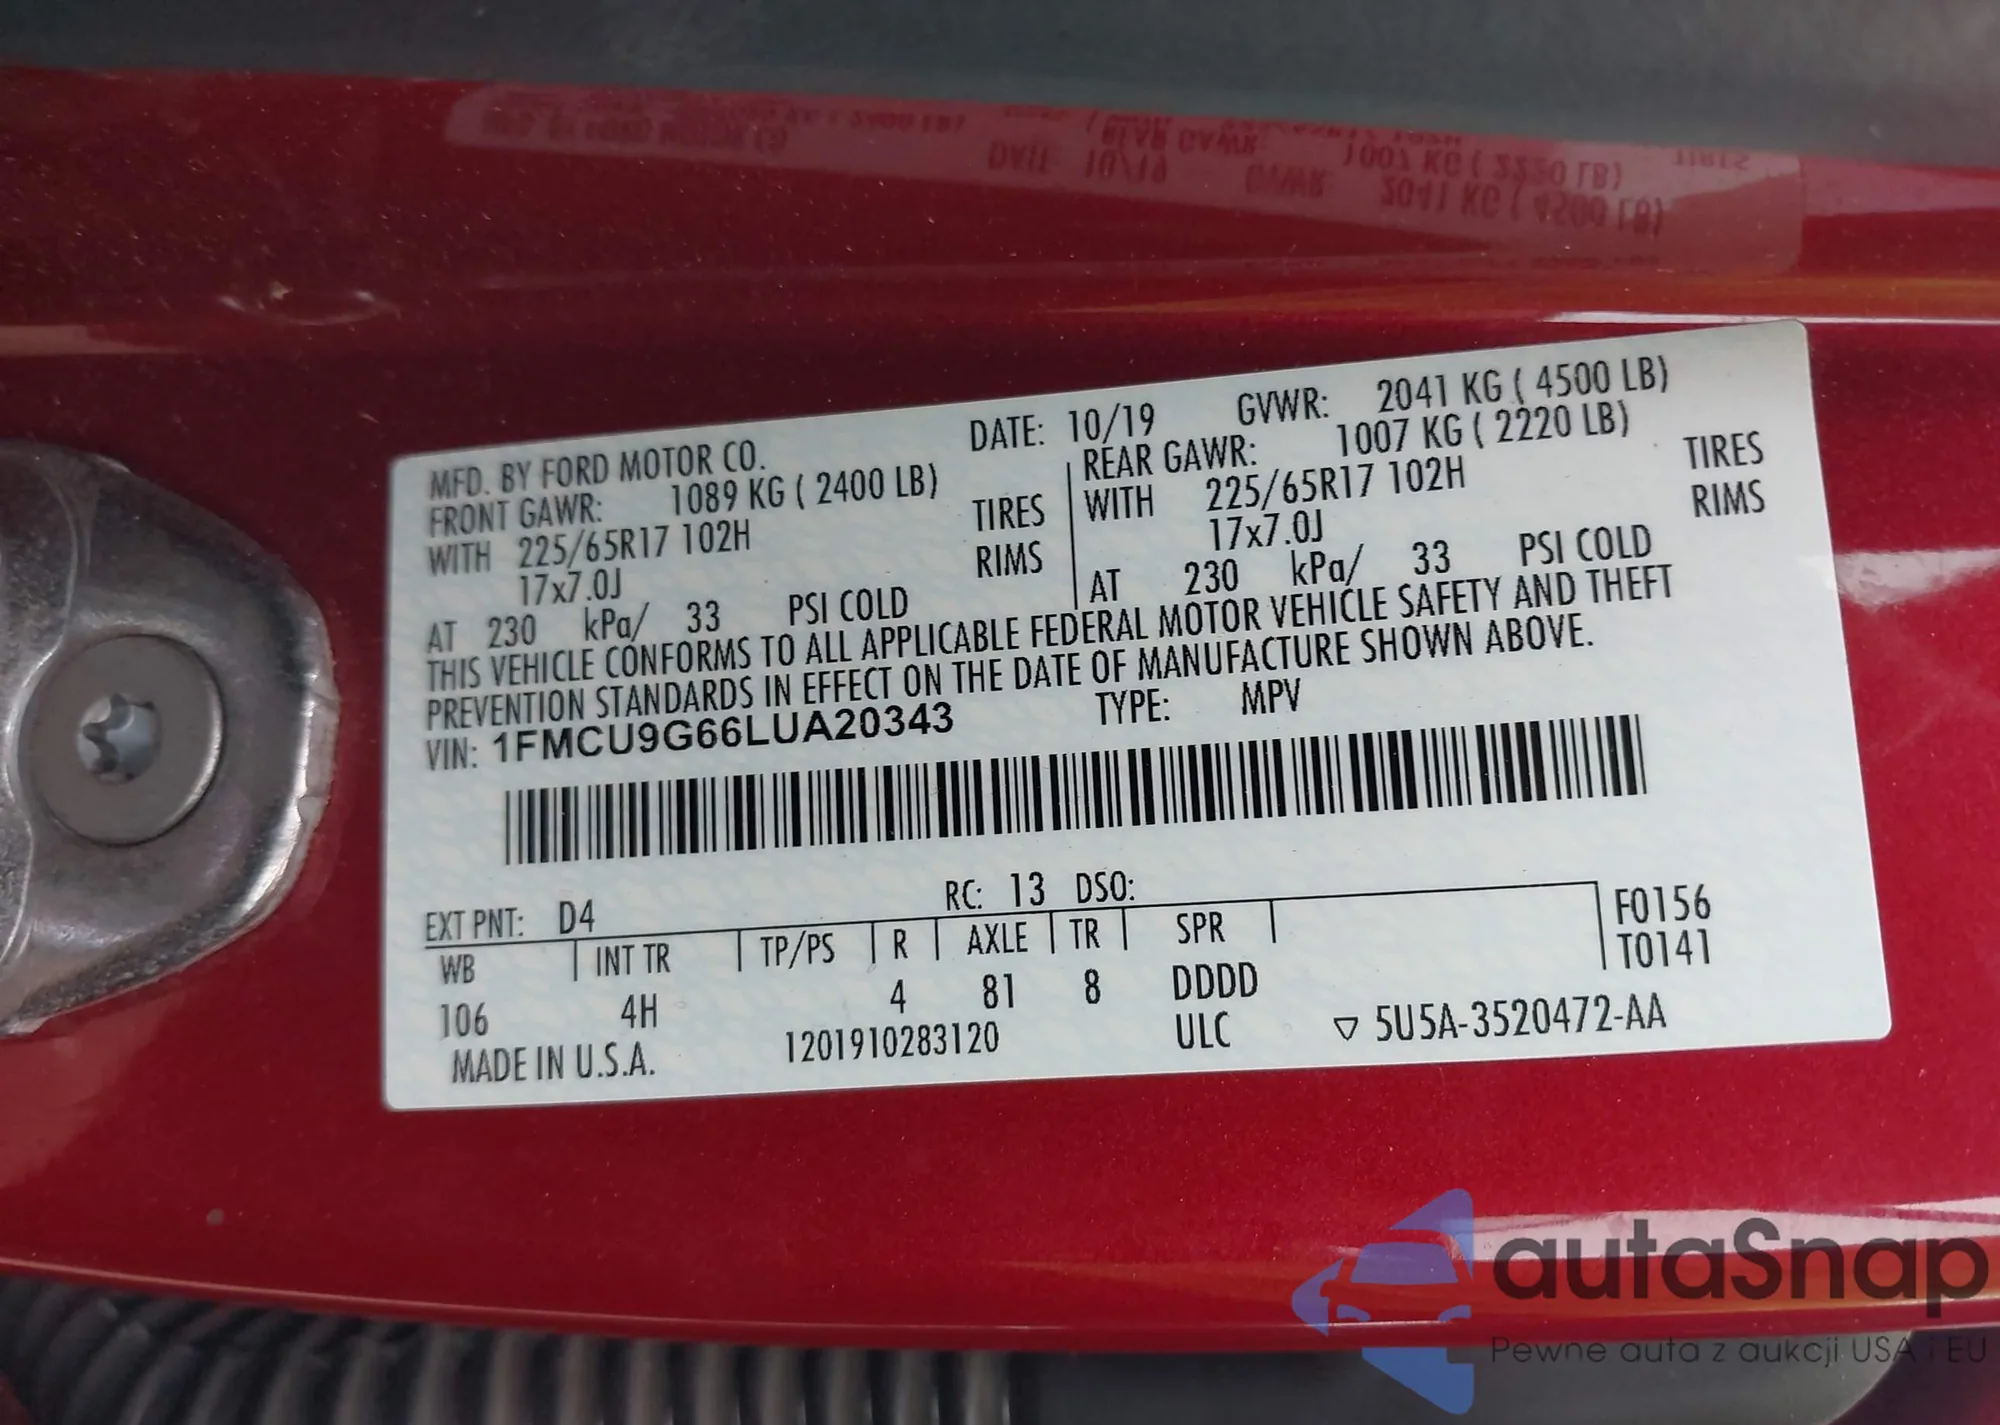 MFD. BY FORD MOTOR CO. DATE: 10/19 GVWR: 2041 KG ( 4500 LB)
FRONT GAWR: 1089 KG ( 2400 LB) REAR GAWR: 1007 KG ( 2220 LB)
WITH 225/65R17 102H TIRES WITH 225/65R17 102H TIRES
17x7.0J RIMS 17x7.0J RIMS
AT 230 kPa/ 33 PSI COLD AT 230 kPa/ 33 PSI COLD
THIS VEHICLE CONFORMS TO ALL APPLICABLE FEDERAL MOTOR VEHICLE SAFETY AND THEFT
PREVENTION STANDARDS IN EFFECT ON THE DATE OF MANUFACTURE SHOWN ABOVE.
VIN: 1FMCU9G66LUA20343 TYPE: MPV
EXT PNT: D4 RC: 13 DSO:
WB INT TR TP/PS R AXLE TR SPR F0156
T0141
106 4H 4 81 8 DDDD
MADE IN U.S.A. 1201910283120 ULC ▽ 5U5A-3520472-AA
autaSnap
Pewne auta z aukcji USA i EU